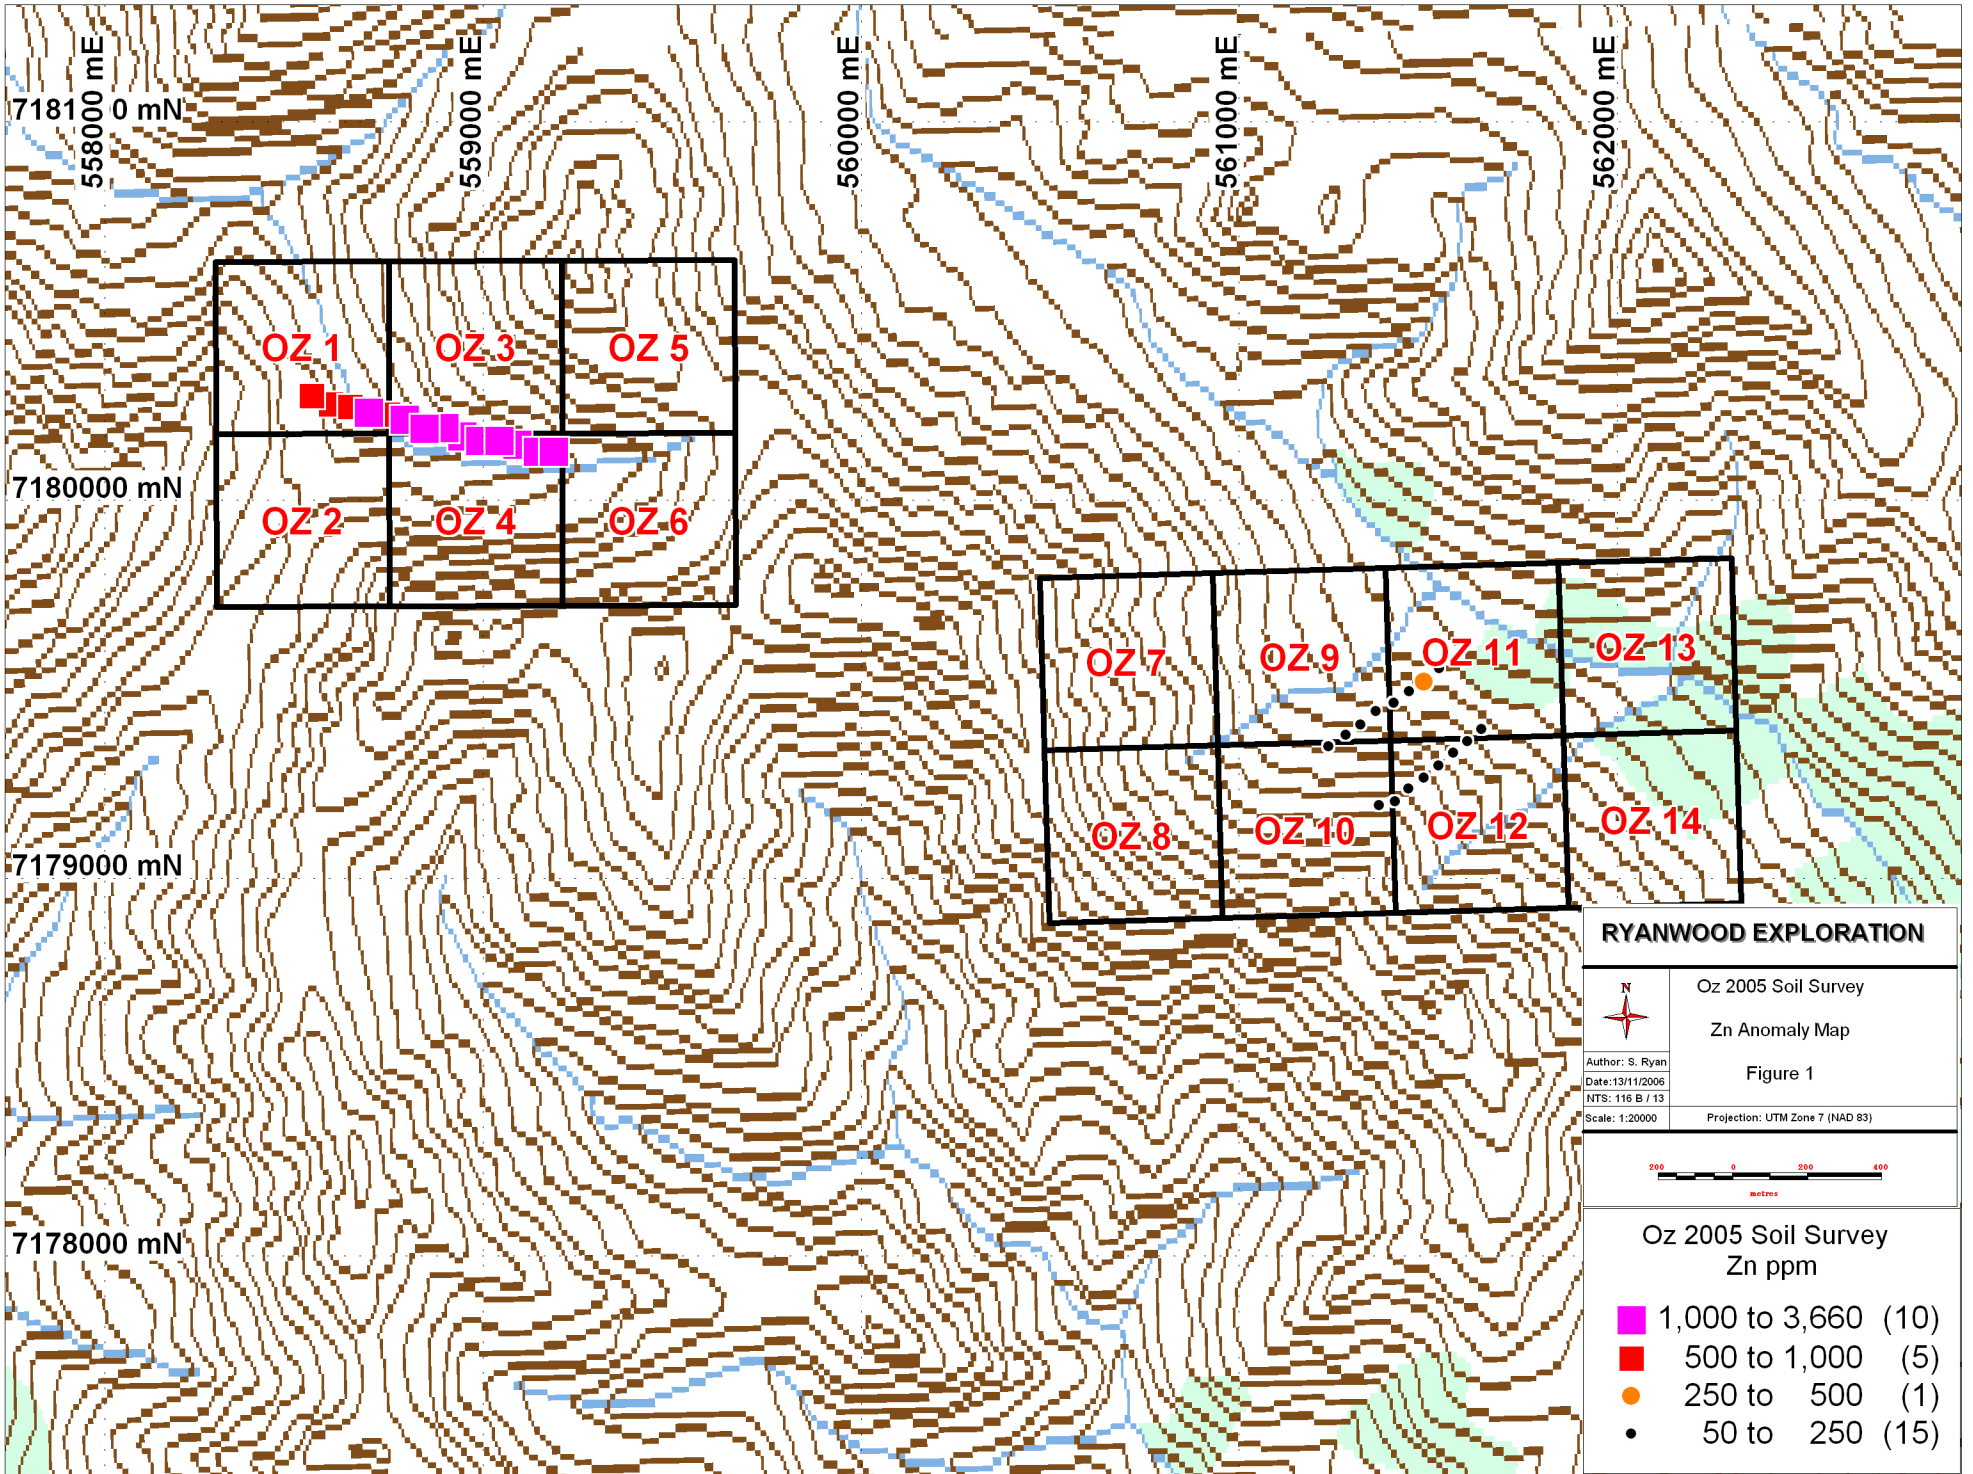 558000 mE
559000 mE
560000 mE
561000 mE
562000 mE
7181 0 mN
7180000 mN
7179000 mN
7178000 mN
OZ 1
OZ 3
OZ 5
OZ 2
OZ 4
OZ 6
OZ 7
OZ 9
OZ 11
OZ 13
OZ 8
OZ 10
OZ 12
OZ 14
RYANWOOD EXPLORATION
N
Oz 2005 Soil Survey
Zn Anomaly Map
Figure 1
Author: S. Ryan
Date:13/11/2006
NTS: 116 B / 13
Scale: 1:20000
Projection: UTM Zone 7 (NAD 83)
200 0 200 400
metres
Oz 2005 Soil Survey
Zn ppm
1,000 to 3,660 (10)
500 to 1,000 (5)
250 to 500 (1)
50 to 250 (15)